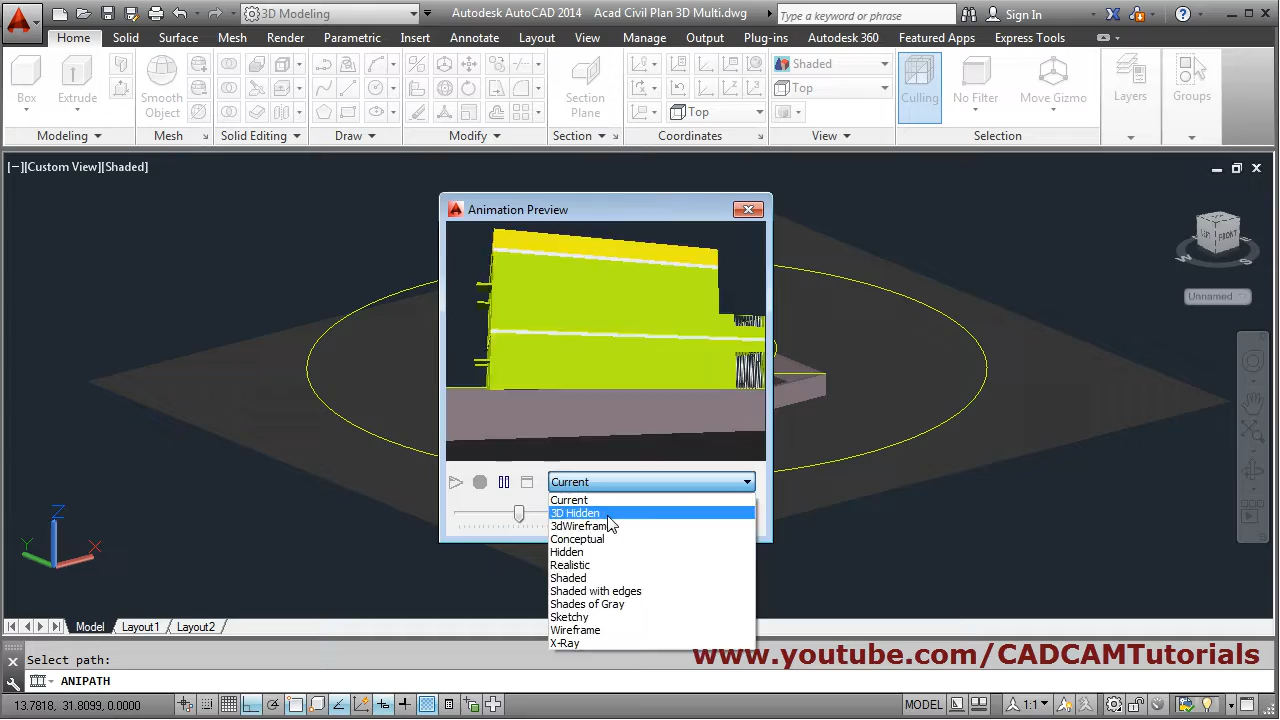 3D Modeling
Autodesk AutoCAD 2014 Acad Civil Plan 3D Multi.dwg
Type a keyword or phrase
Sign In
Home Solid Surface Mesh Render Parametric Insert Annotate Layout View Manage Output Plug-ins Autodesk 360 Featured Apps Express Tools
Box
Extrude
Smooth Object
Section Plane
Top
Shaded
Top
Culling
No Filter
Move Gizmo
Layers
Groups
Modeling Mesh Solid Editing Draw Modify Section Coordinates View Selection
[−][Custom View][Shaded]
Animation Preview
FRONT
W
S
Unnamed
Current
Current
3D Hidden
3dWirefram
Conceptual
Hidden
Realistic
Shaded
Shaded with edges
Shades of Gray
Sketchy
Wireframe
X-Ray
Z
Y
X
Model Layout1 Layout2
Select path:
ANIPATH
www.youtube.com/CADCAMTutorials
13.7818, 31.8099, 0.0000
MODEL
1:1